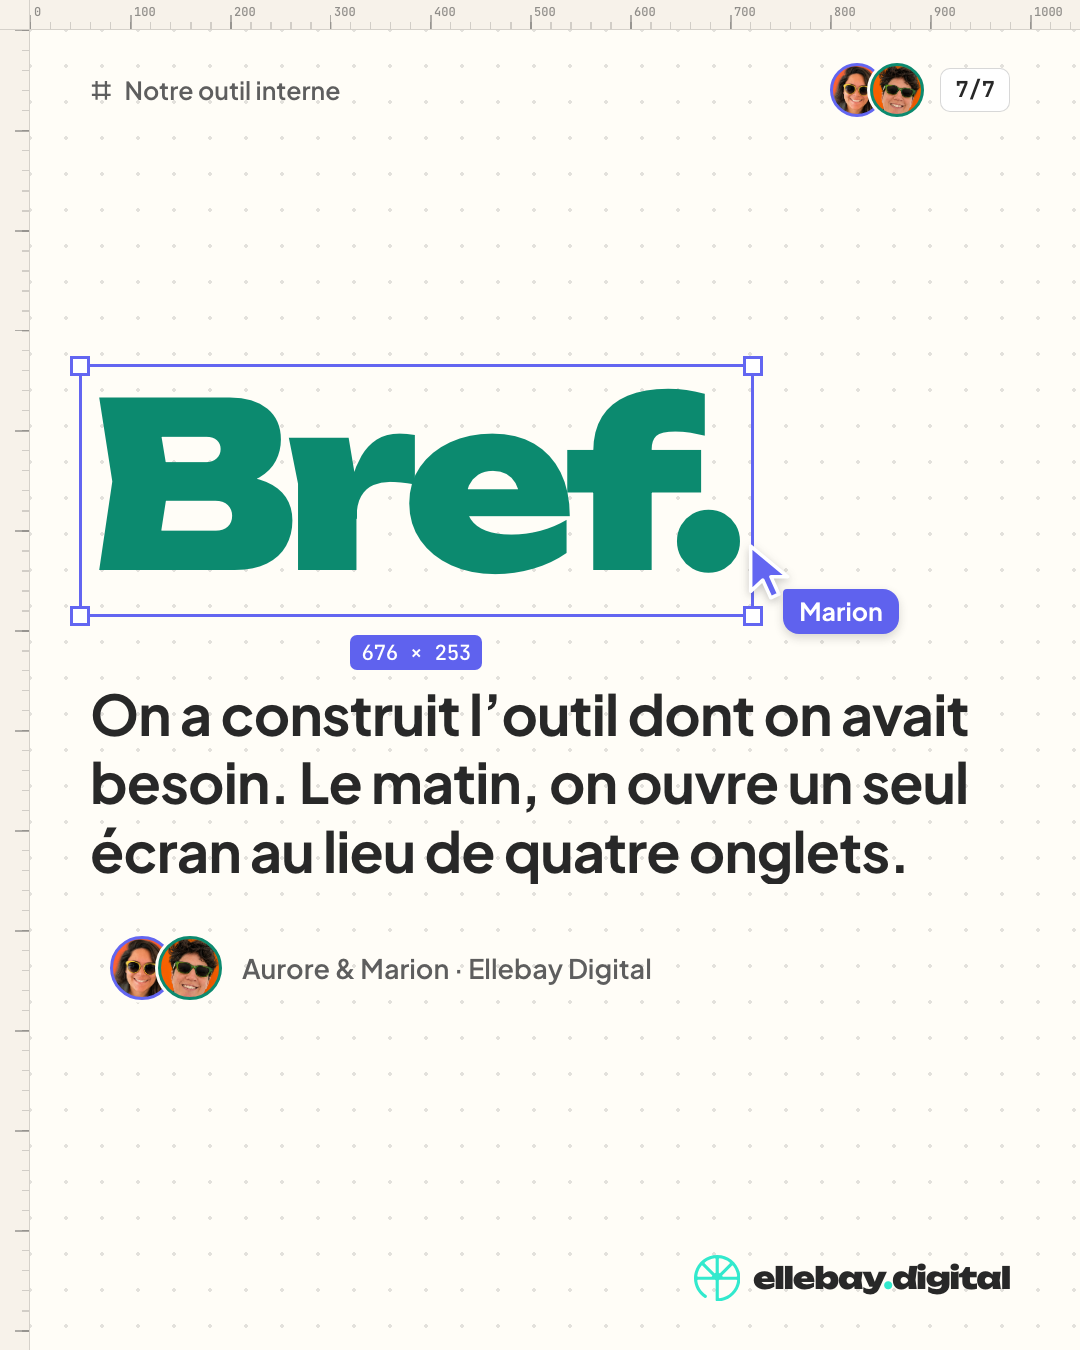 0 100 200 300 400 500 600 700 800 900 1000
# Notre outil interne
7/7
Bref.
Marion
676 × 253
On a construit l’outil dont on avait
besoin. Le matin, on ouvre un seul
écran au lieu de quatre onglets.
Aurore & Marion · Ellebay Digital
ellebay.digital